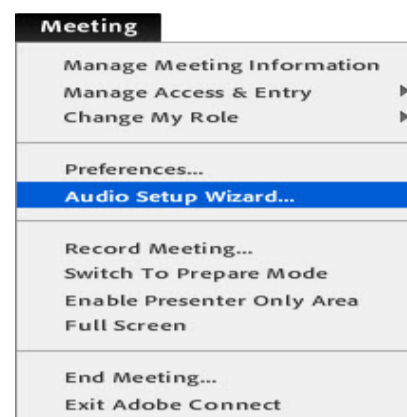 Meeting
Manage Meeting Information
Manage Access & Entry
Change My Role
Preferences...
Audio Setup Wizard...
Record Meeting...
Switch To Prepare Mode
Enable Presenter Only Area
Full Screen
End Meeting...
Exit Adobe Connect